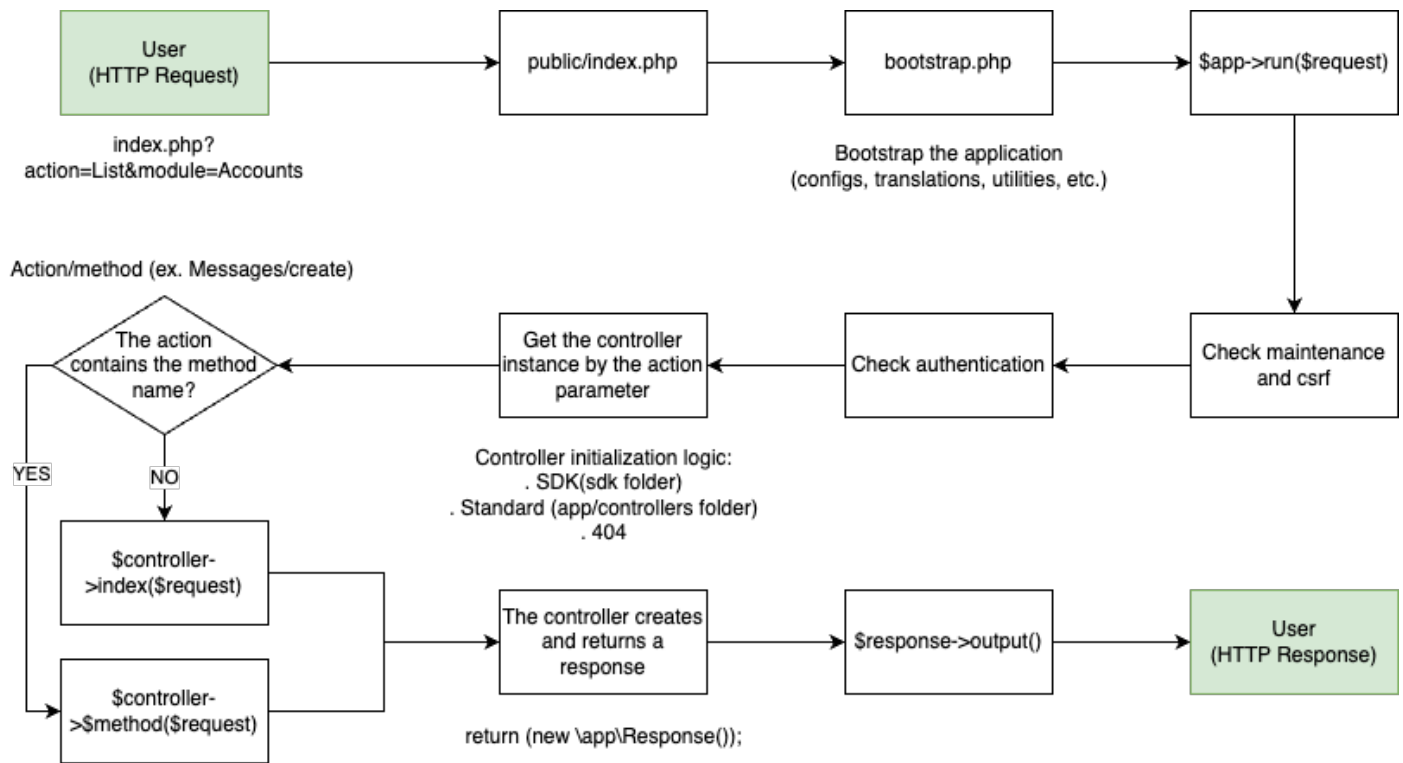 User
(HTTP Request)
public/index.php
bootstrap.php
$app->run($request)
index.php?
action=List&module=Accounts
Bootstrap the application
(configs, translations, utilities, etc.)
Action/method (ex. Messages/create)
The action
contains the method
name?
Get the controller
instance by the action
parameter
Check authentication
Check maintenance
and csrf
YES
NO
Controller initialization logic:
. SDK(sdk folder)
. Standard (app/controllers folder)
. 404
$controller-
>index($request)
The controller creates
and returns a
response
$response->output()
User
(HTTP Response)
$controller-
>$method($request)
return (new \app\Response());